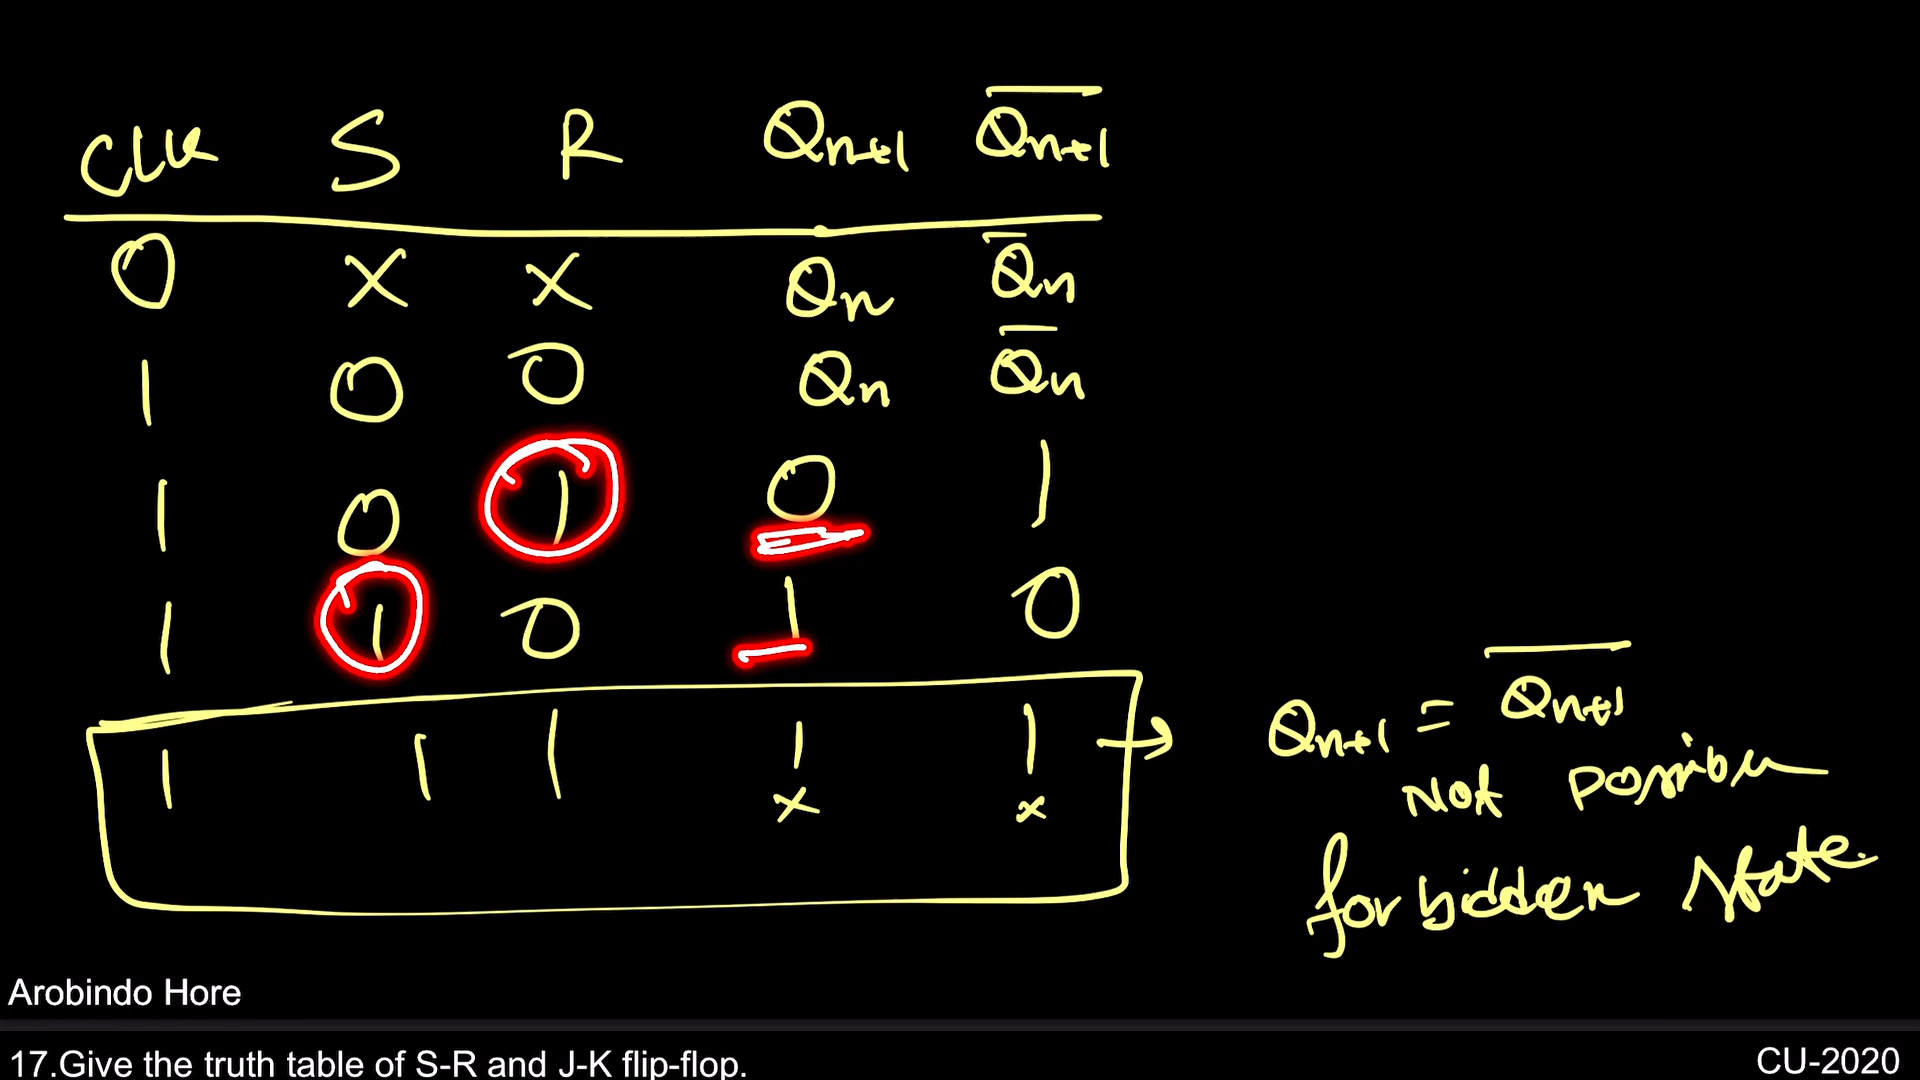 CLK S R Qn+1 Q̅n+1
0 X X Qn Q̅n
1 0 0 Qn Q̅n
1 0 1 0 1
1 1 0 1 0
1 1 1 1 1 →
x x
Qn+1 = Q̅n+1
Not possible
forbidden state.
Arobindo Hore
17.Give the truth table of S-R and J-K flip-flop.
CU-2020